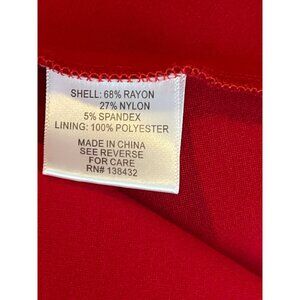 SHELL: 68% RAYON
27% NYLON
5% SPANDEX
LINING: 100% POLYESTER
MADE IN CHINA
SEE REVERSE
FOR CARE
RN# 138432